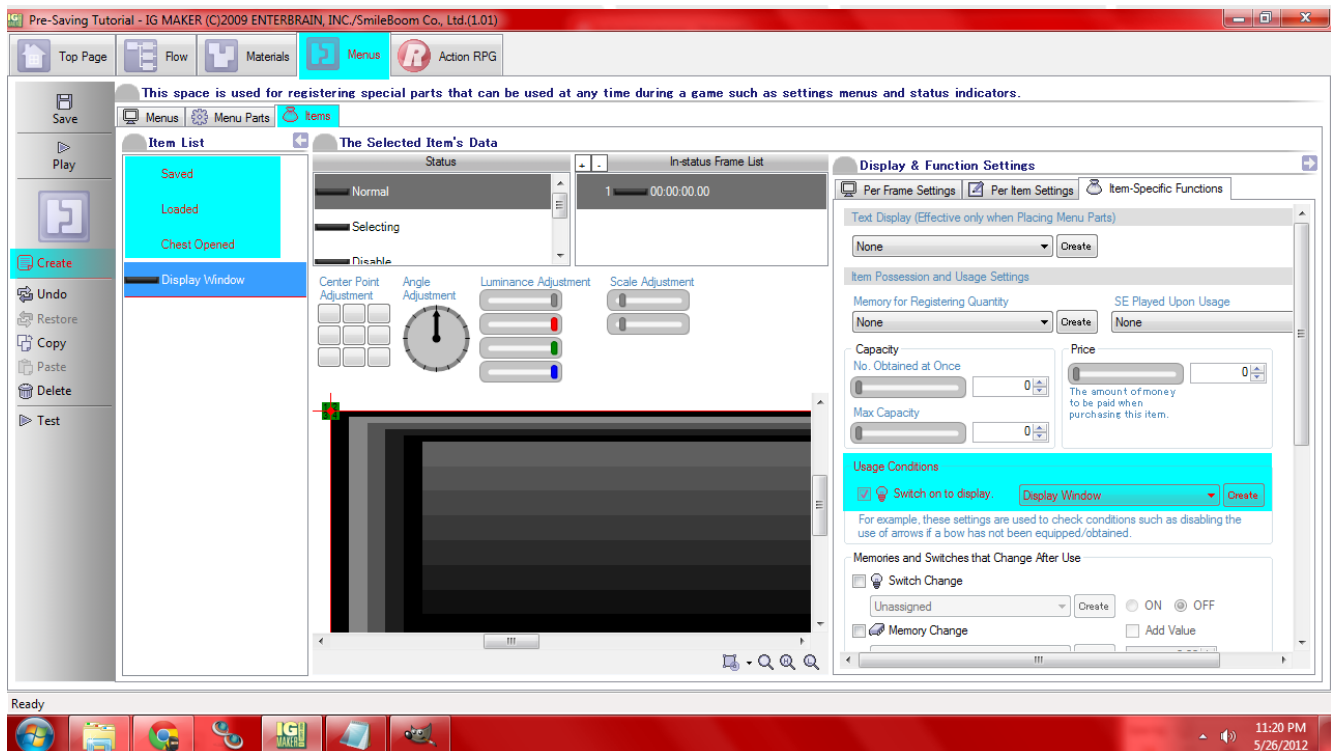 Pre-Saving Tutorial - IG MAKER (C)2009 ENTERBRAIN, INC./SmileBoom Co., Ltd.(1.01)
Top Page
Flow
Materials
Menus
Action RPG
This space is used for registering special parts that can be used at any time during a game such as settings menus and status indicators.
Save
Play
Create
Undo
Restore
Copy
Paste
Delete
Test
Menus
Menu Parts
Items
Item List
Saved
Loaded
Chest Opened
Display Window
The Selected Item's Data
Status
+ -
In-status Frame List
Normal
1 00:00:00.00
Selecting
Disable
Center Point Adjustment
Angle Adjustment
Luminance Adjustment
Scale Adjustment
Display & Function Settings
Per Frame Settings
Per Item Settings
Item-Specific Functions
Text Display (Effective only when Placing Menu Parts)
None
Create
Item Possession and Usage Settings
Memory for Registering Quantity
SE Played Upon Usage
None
Create
None
Capacity
Price
No. Obtained at Once
0
0
The amount of money
to be paid when
purchasing this item.
Max Capacity
0
Usage Conditions
Switch on to display.
Display Window
Create
For example, these settings are used to check conditions such as disabling the
use of arrows if a bow has not been equipped/obtained.
Memories and Switches that Change After Use
Switch Change
Unassigned
Create
ON
OFF
Memory Change
Add Value
Ready
IG MAKER
11:20 PM
5/26/2012